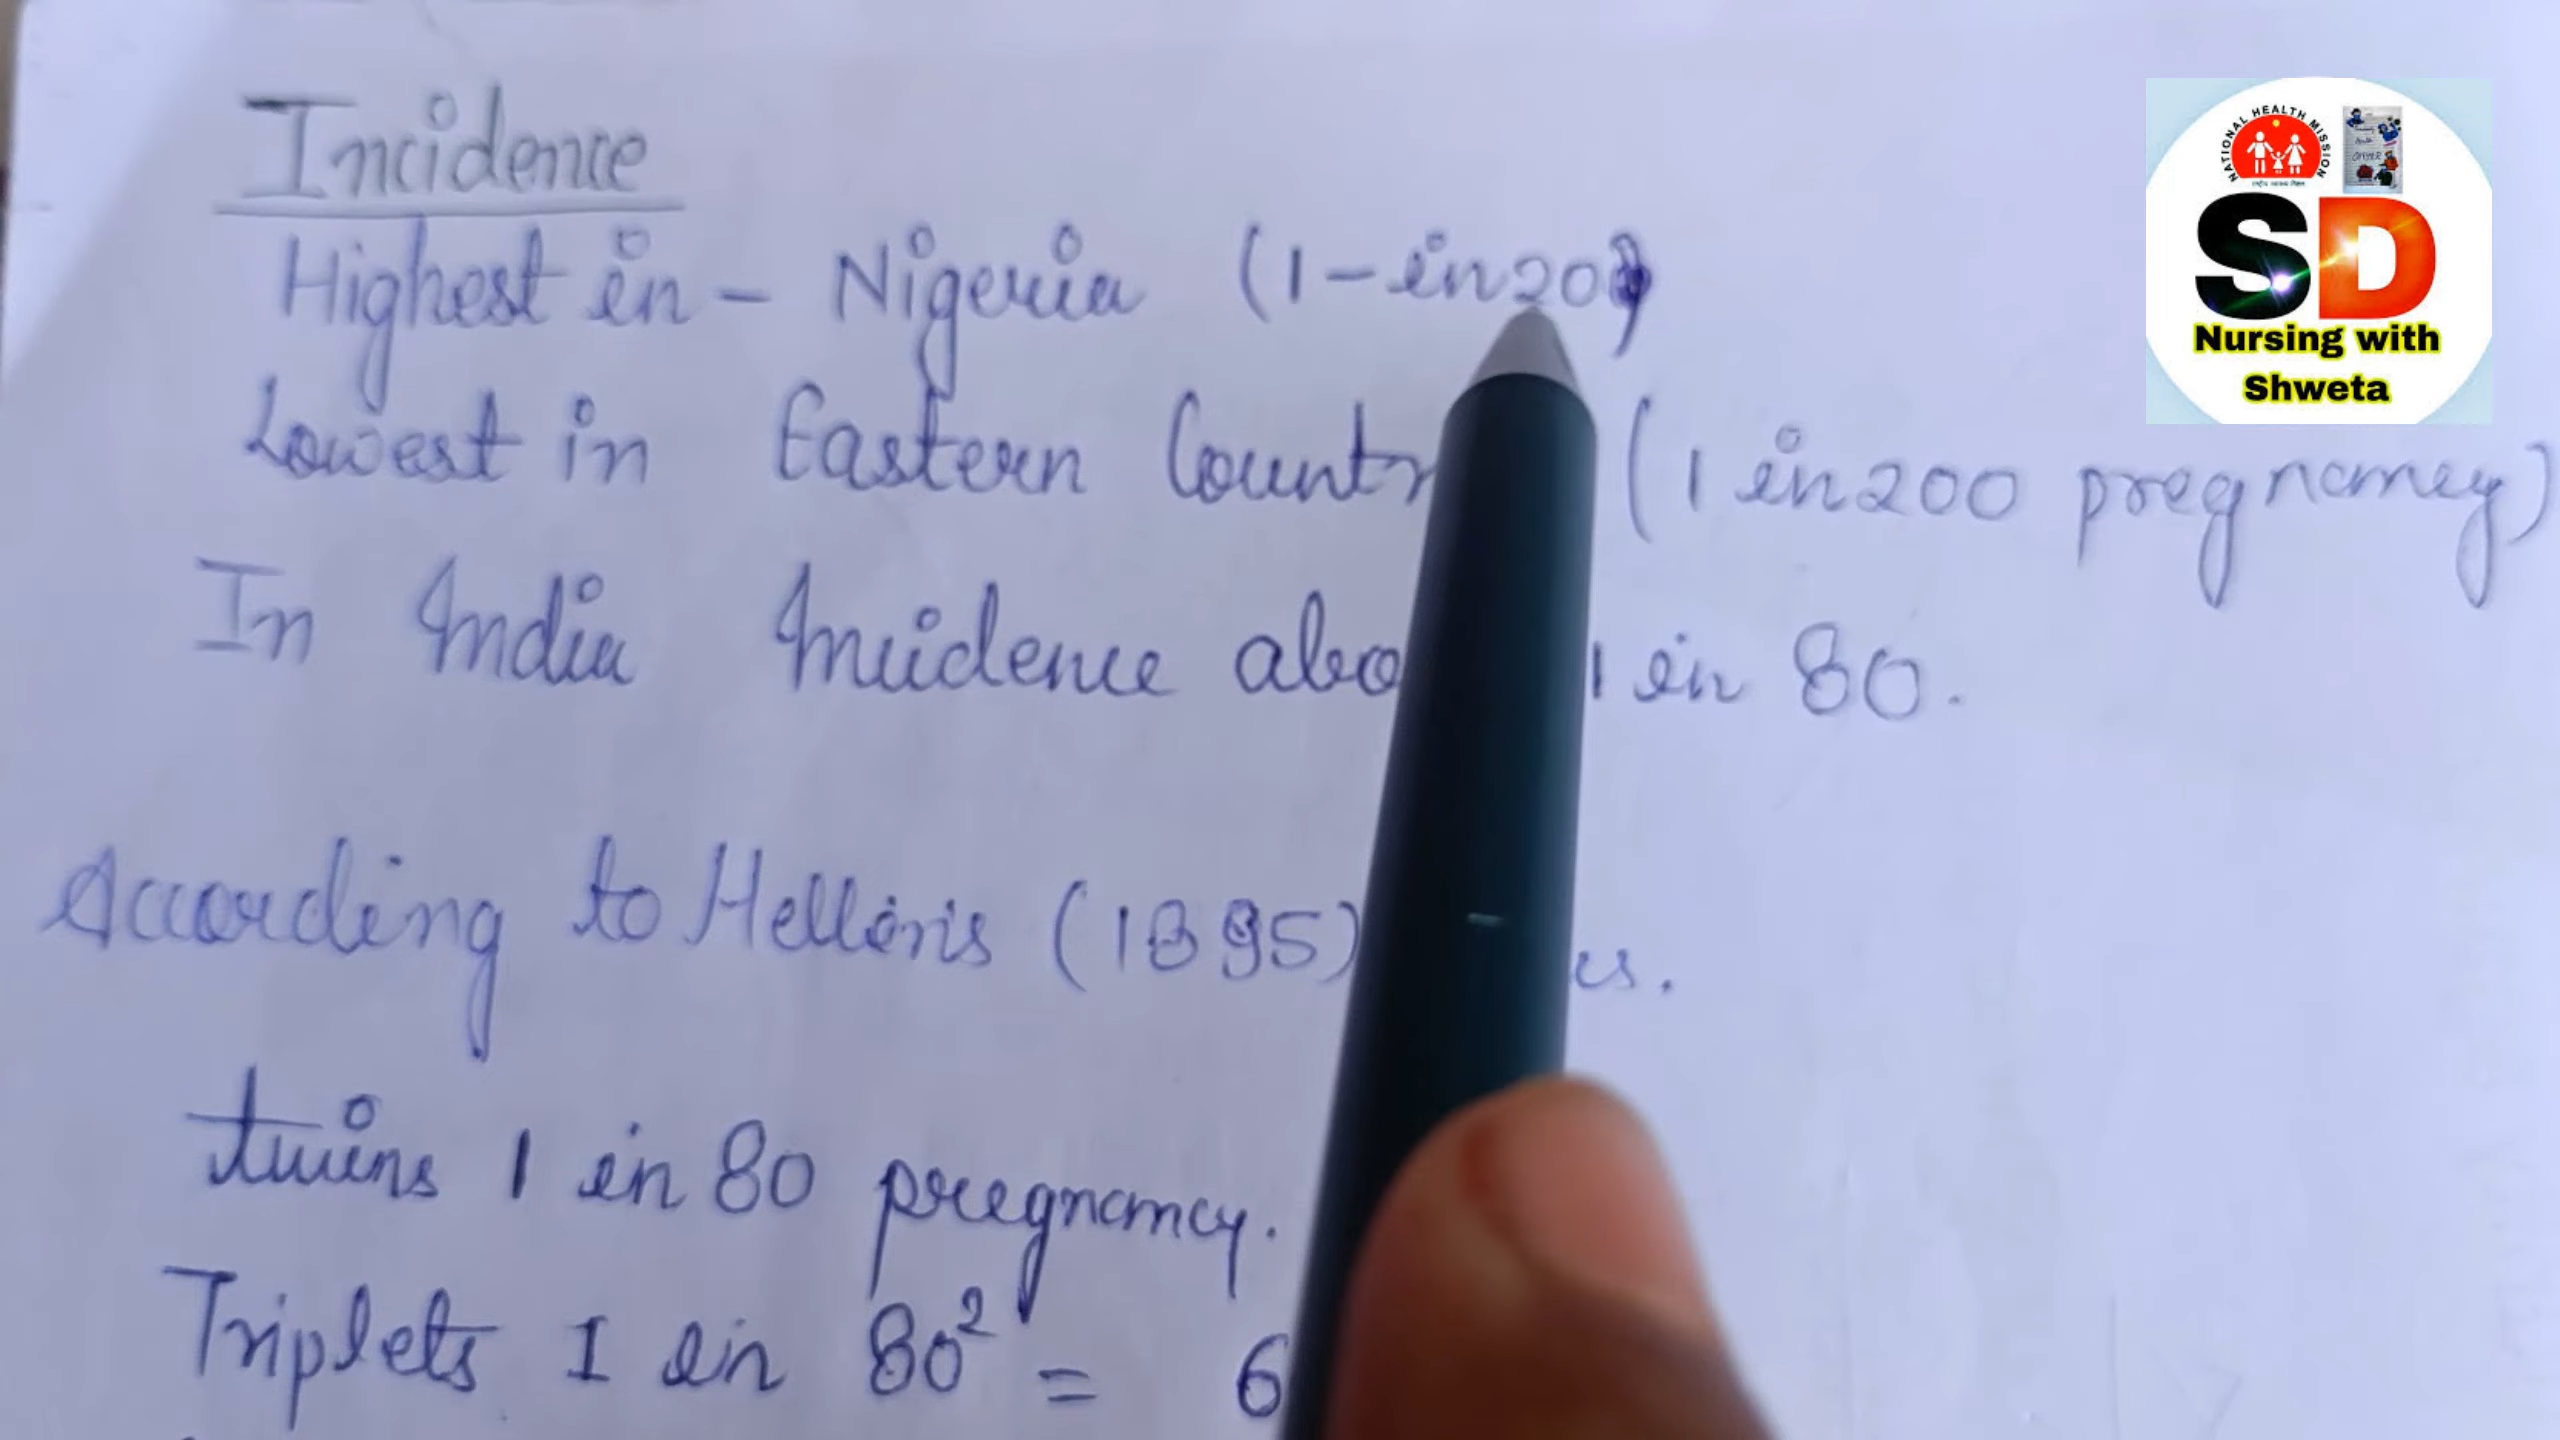 Incidence
Highest in - Nigeria (1-in 20)
Lowest in Eastern Countr (1 in 200 pregnancy)
In India Incidence abo 1 in 80.
According to Hellin's (1895) es.
twins 1 in 80 pregnancy.
Triplets 1 in 80² = 6
NATIONAL HEALTH MISSION
SD
Nursing with
Shweta